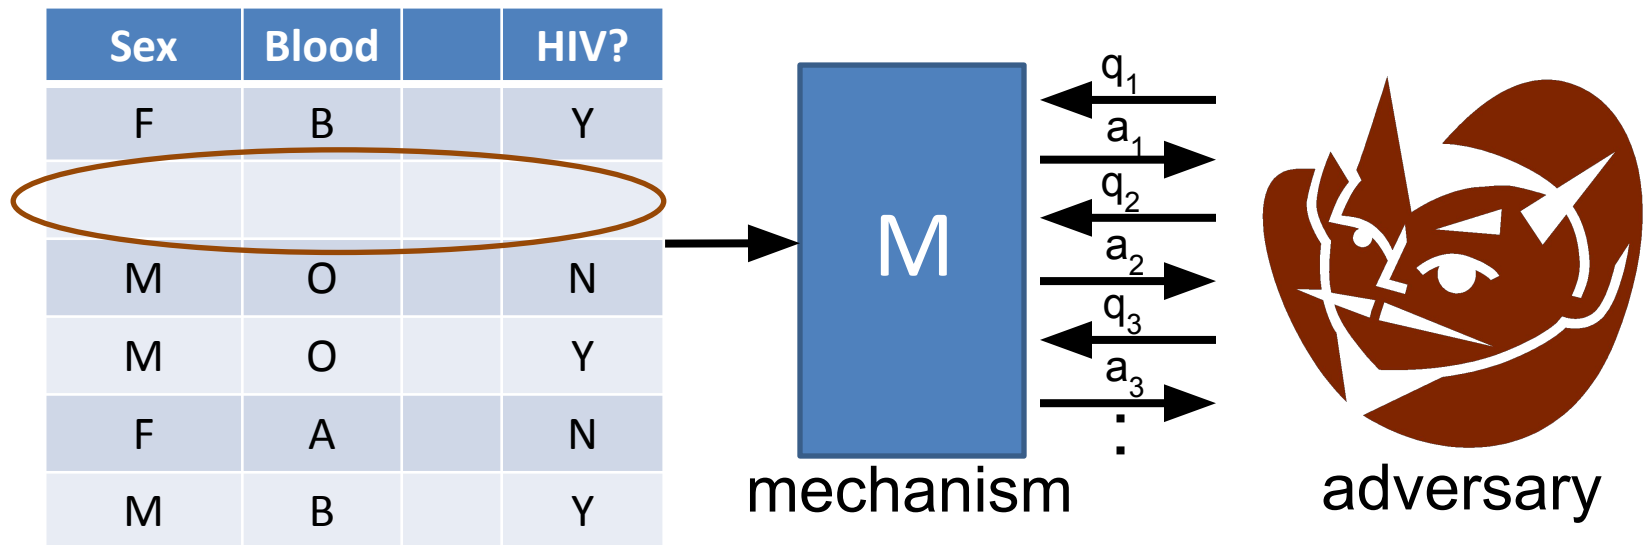 Sex Blood HIV?
F B Y
M O N
M O Y
F A N
M B Y
M
mechanism
q1
a1
q2
a2
q3
a3
:
adversary